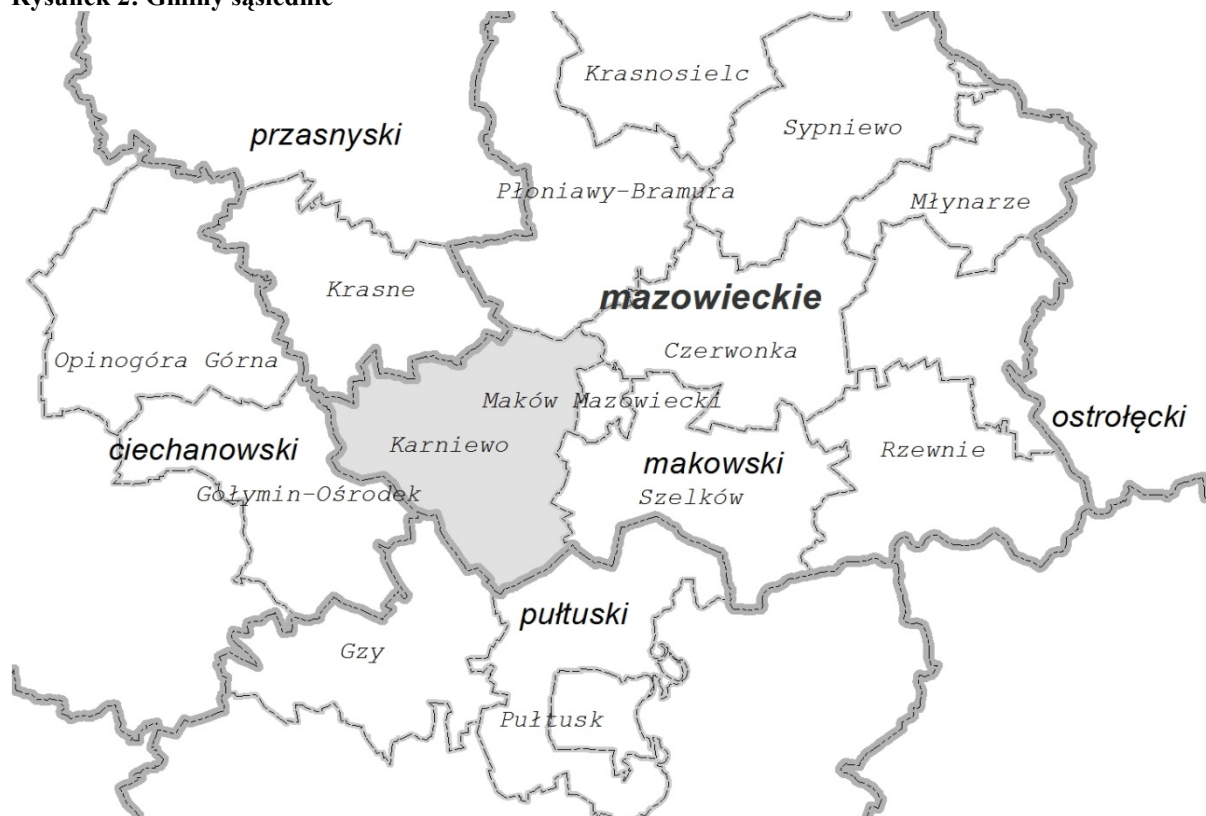 Rysunek 2. Gminy sąsiednie
Krasnosielc
przasnyski
Sypniewo
Płoniawy-Bramura
Młynarze
Krasne
mazowieckie
Opinogóra Górna
Czerwonka
Maków Mazowiecki
ostrołęcki
ciechanowski
Karniewo
Rzewnie
makowski
Gołymin-Ośrodek
Szelków
pułtuski
Gzy
Pułtusk